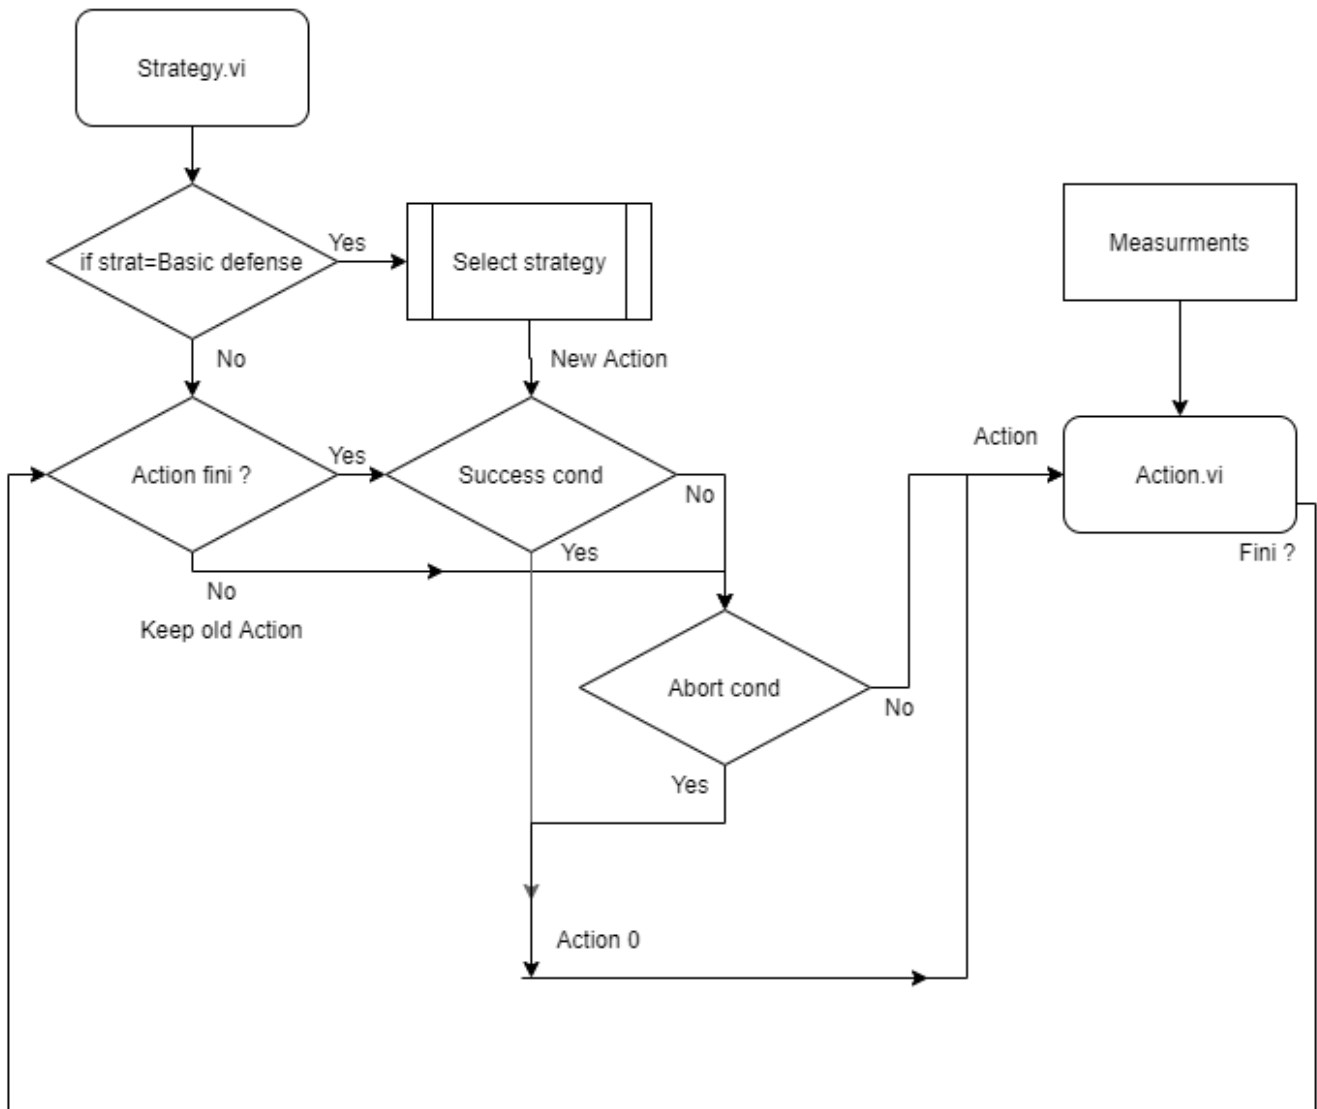 Strategy.vi
if strat=Basic defense
Yes
Select strategy
Measurments
No
New Action
Action fini ?
Yes
Success cond
No
Action
Action.vi
Yes
Fini ?
No
Keep old Action
Abort cond
No
Yes
Action 0